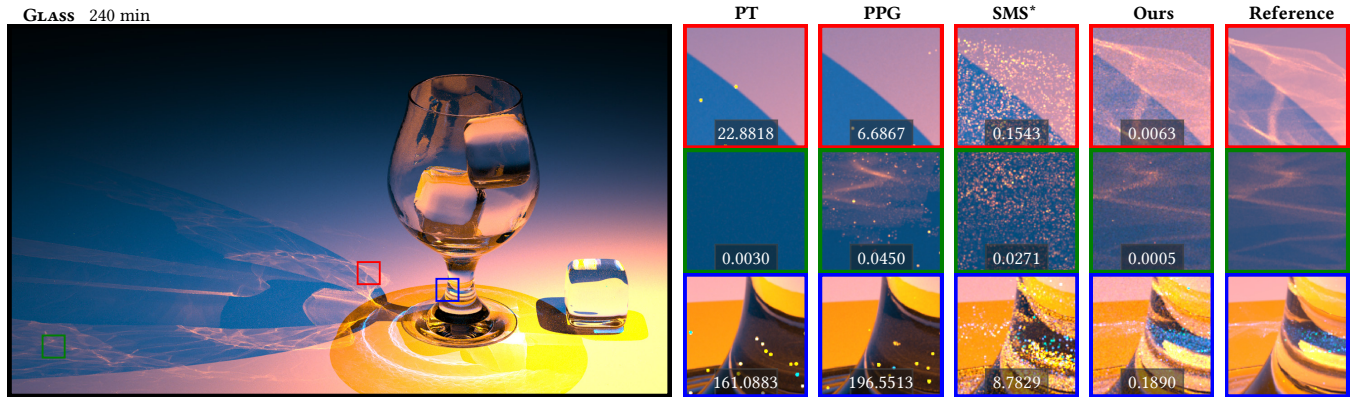 GLASS 240 min
PT PPG SMS* Ours Reference
22.8818 6.6867 0.1543 0.0063
0.0030 0.0450 0.0271 0.0005
161.0883 196.5513 8.7829 0.1890